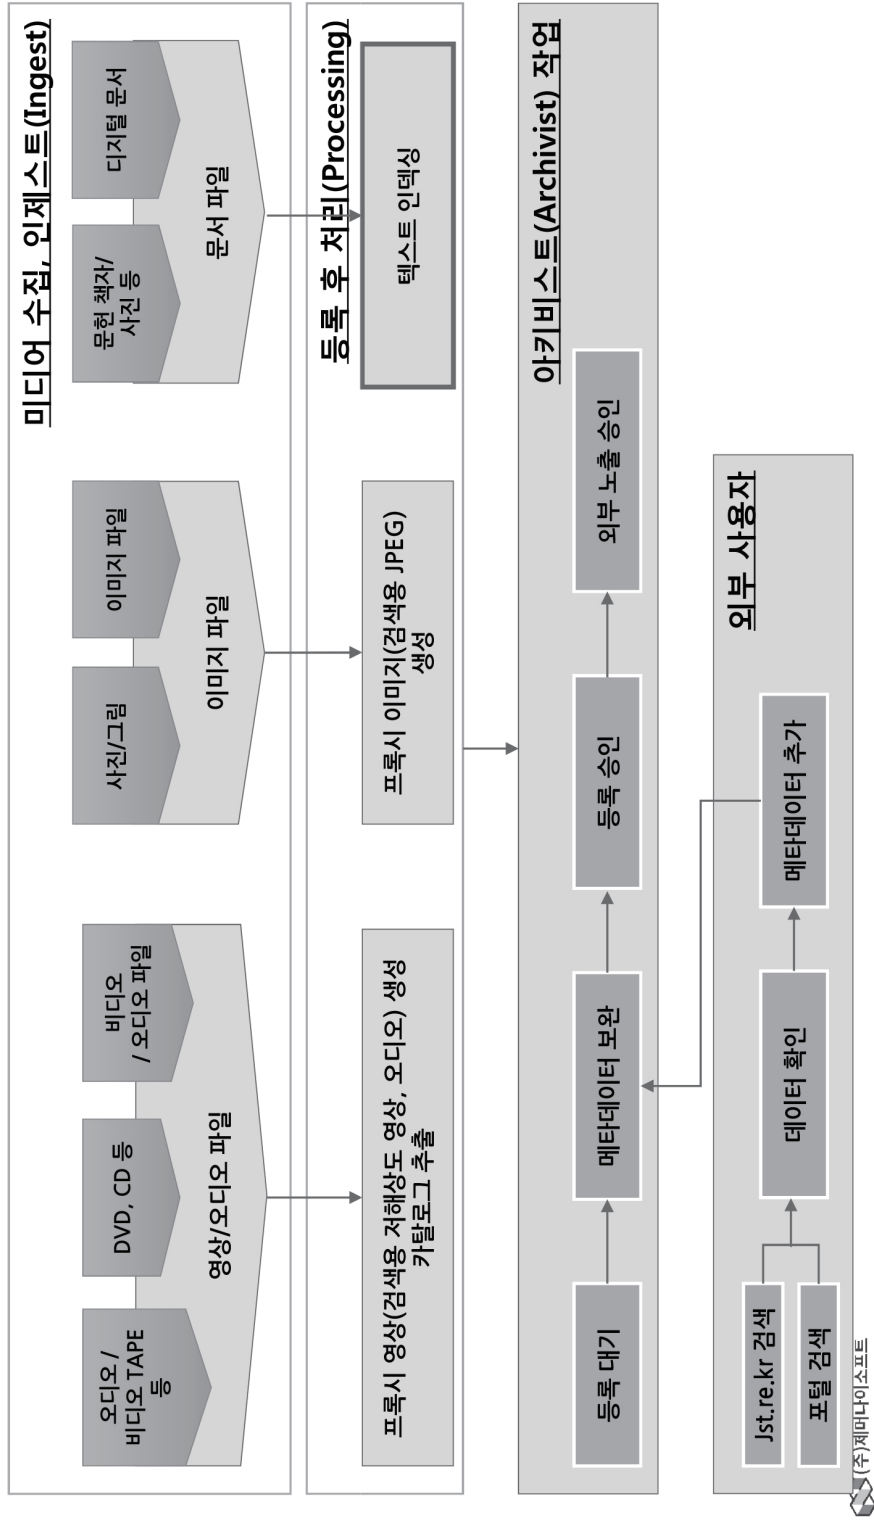 미디어 수집, 인제스트(Ingest)
오디오 /
비디오 TAPE
등
DVD, CD 등
비디오
/ 오디오 파일
영상/오디오 파일
사진/그림
이미지 파일
이미지 파일
문헌 책자/
사진 등
디지털 문서
문서 파일
등록 후 처리(Processing)
프록시 영상(검색용 저해상도 영상, 오디오) 생성
카탈로그 추출
프록시 이미지(검색용 JPEG)
생성
텍스트 인덱싱
아키비스트(Archivist) 작업
등록 대기
메타데이터 보완
등록 승인
외부 노출 승인
외부 사용자
Jst.re.kr 검색
포털 검색
데이터 확인
메타데이터 추가
(주)제머나이소프트